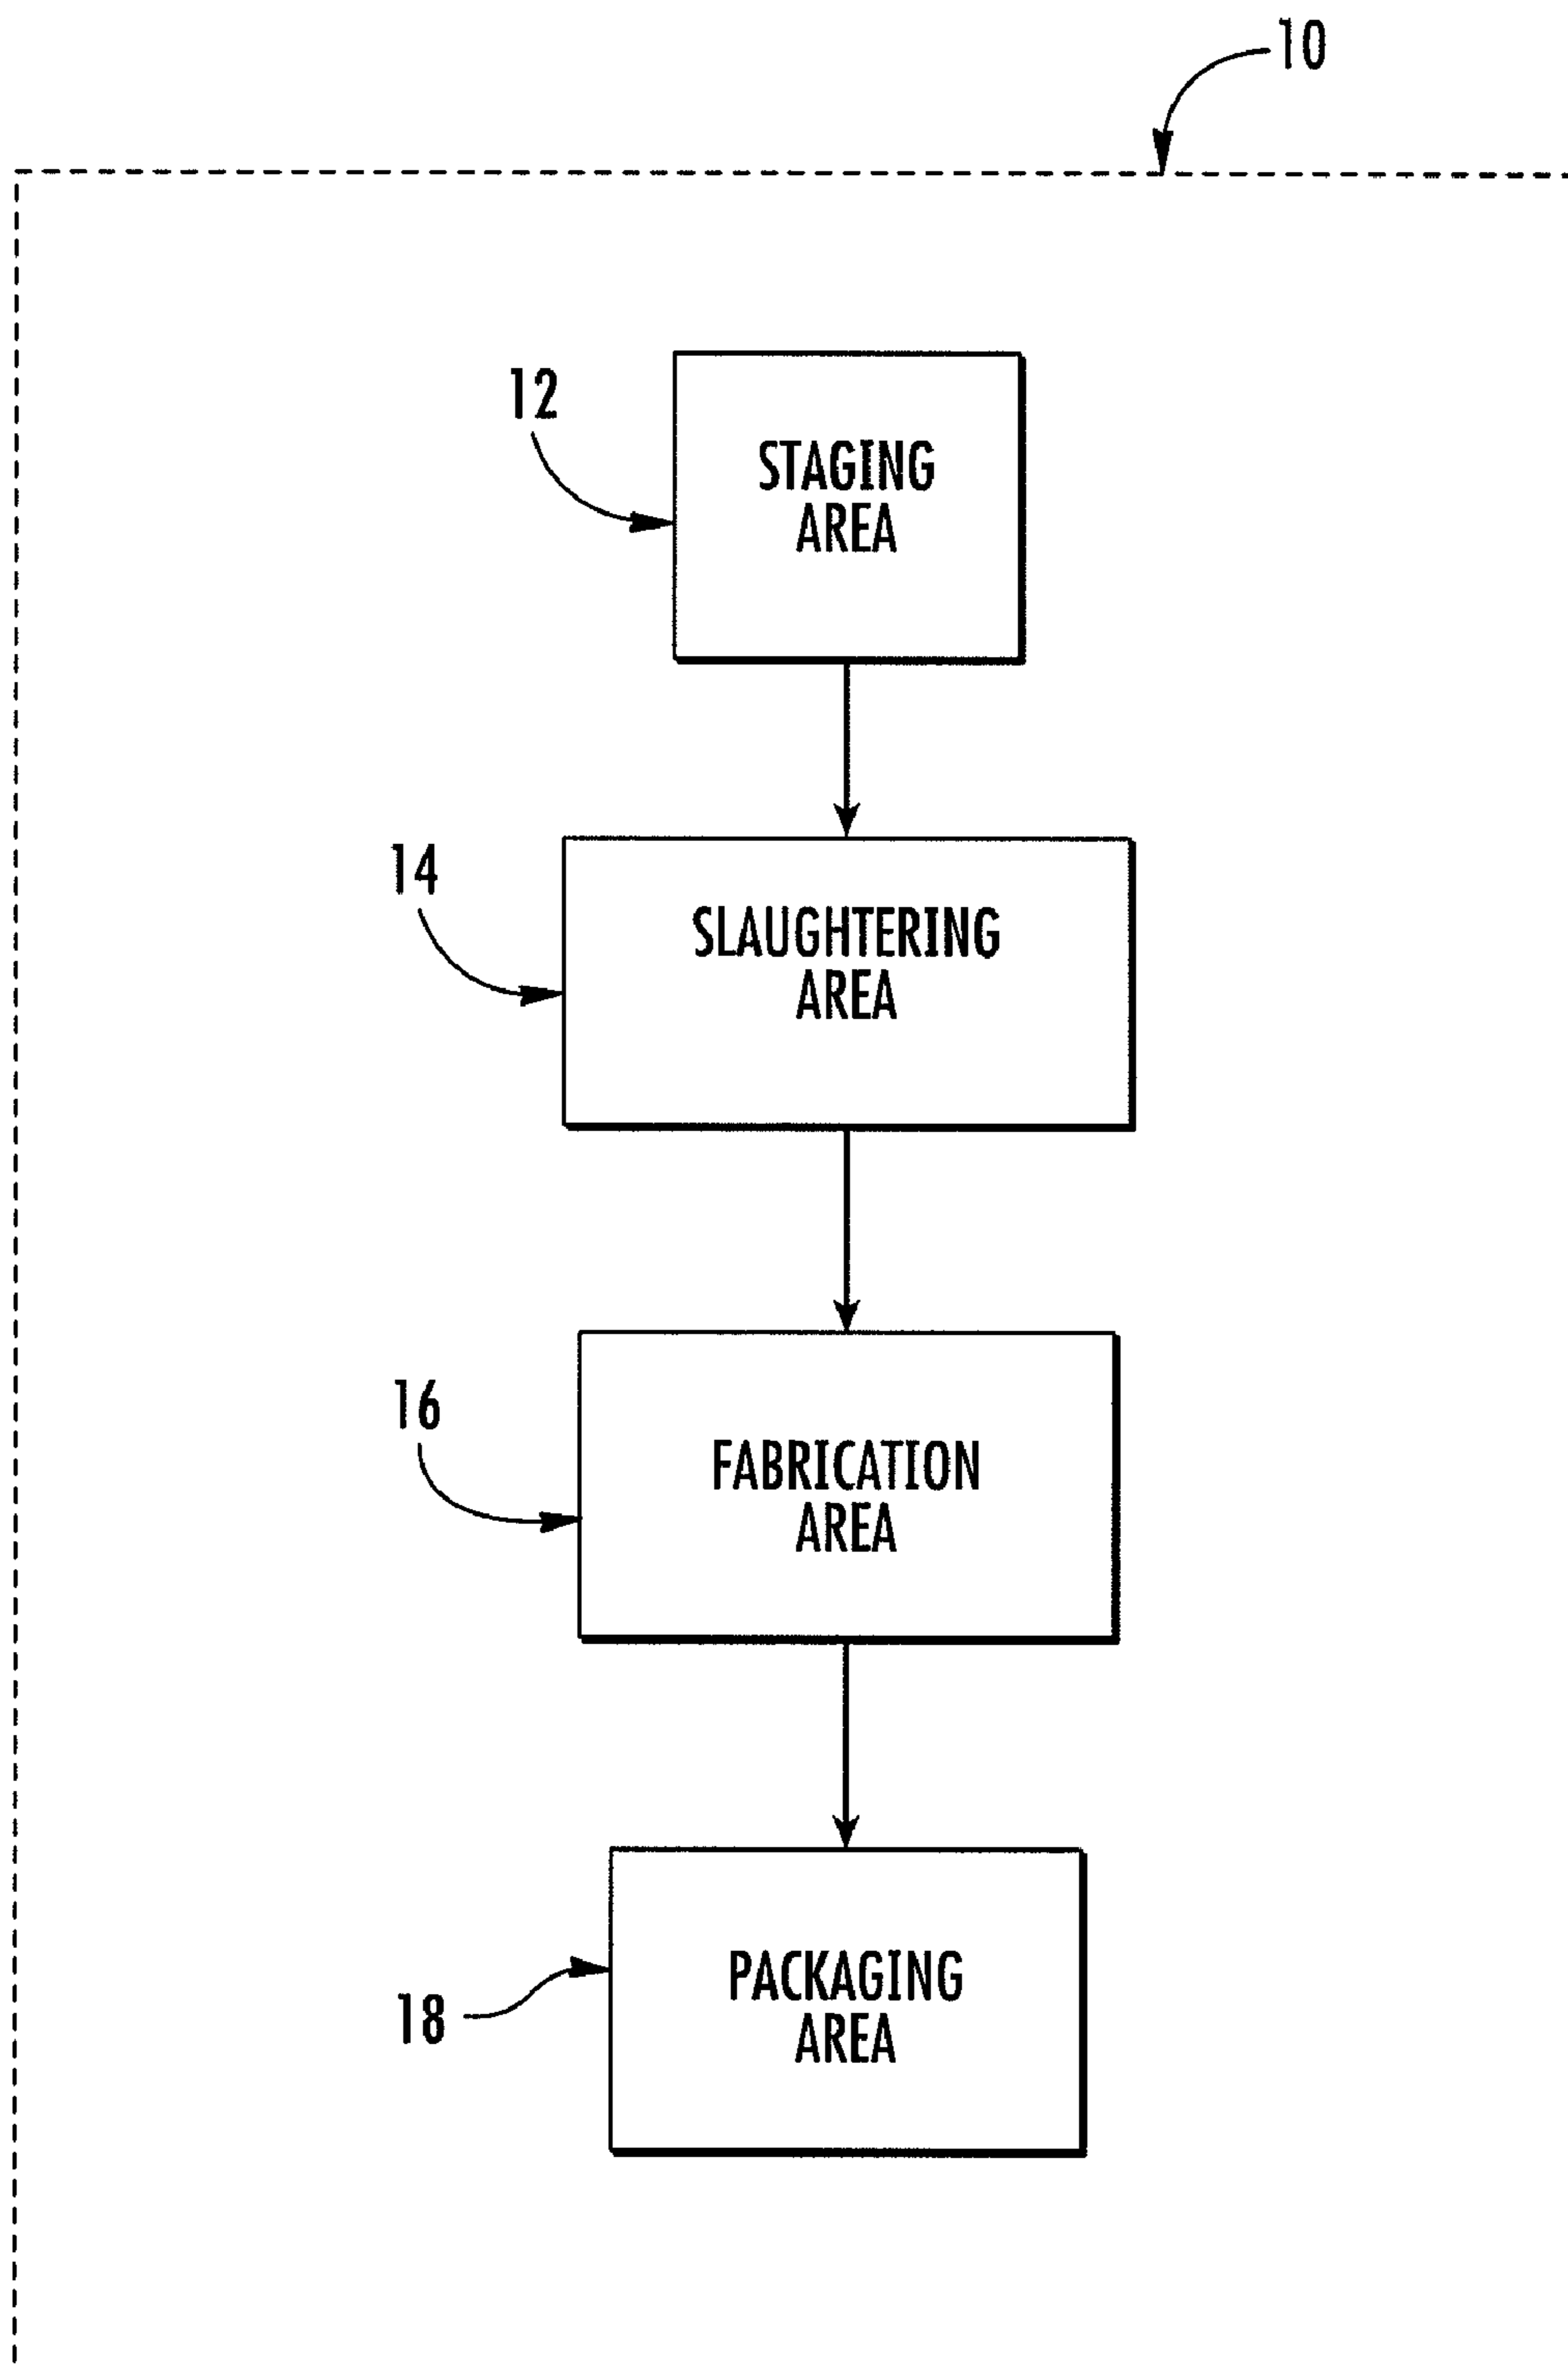 10
12
STAGING
AREA
14
SLAUGHTERING
AREA
16
FABRICATION
AREA
18
PACKAGING
AREA